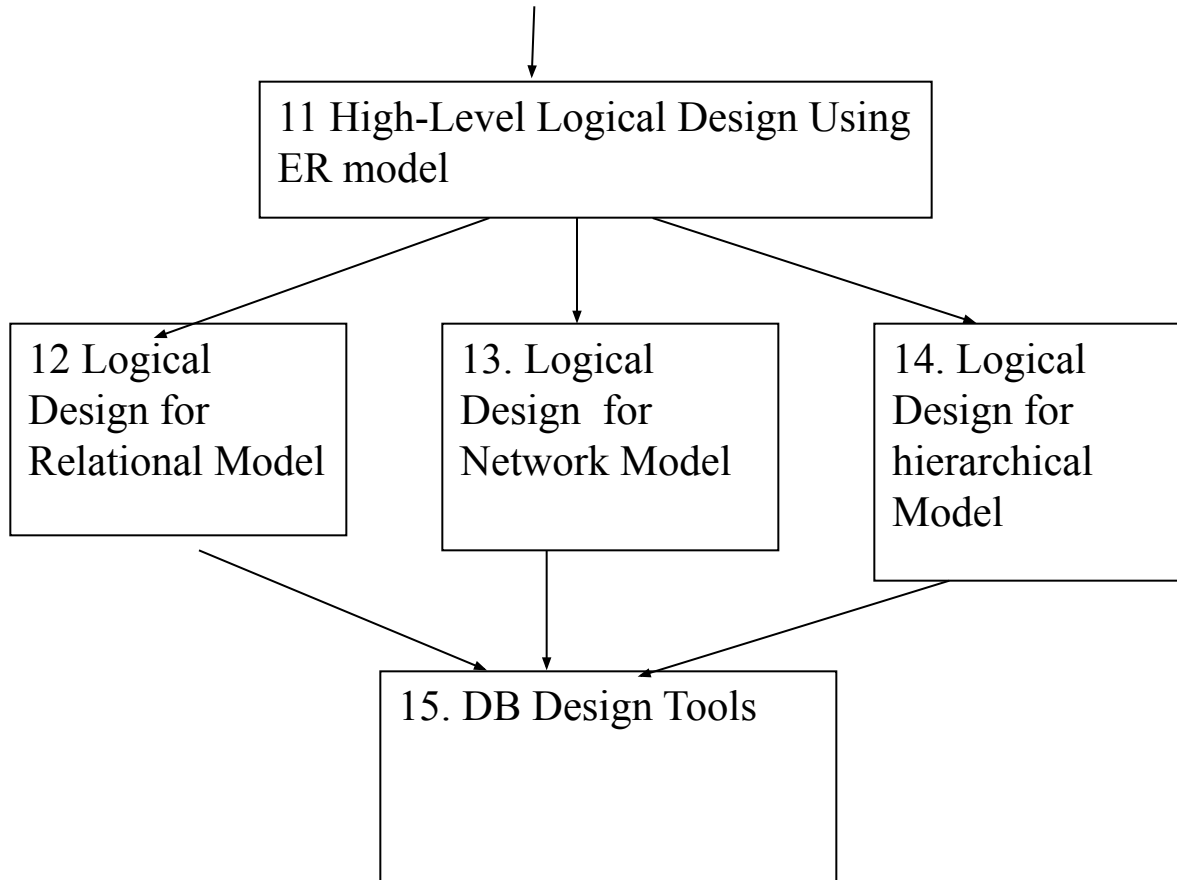 11 High-Level Logical Design Using
ER model
12 Logical
Design for
Relational Model
13. Logical
Design  for
Network Model
14. Logical
Design for
hierarchical
Model
15. DB Design Tools